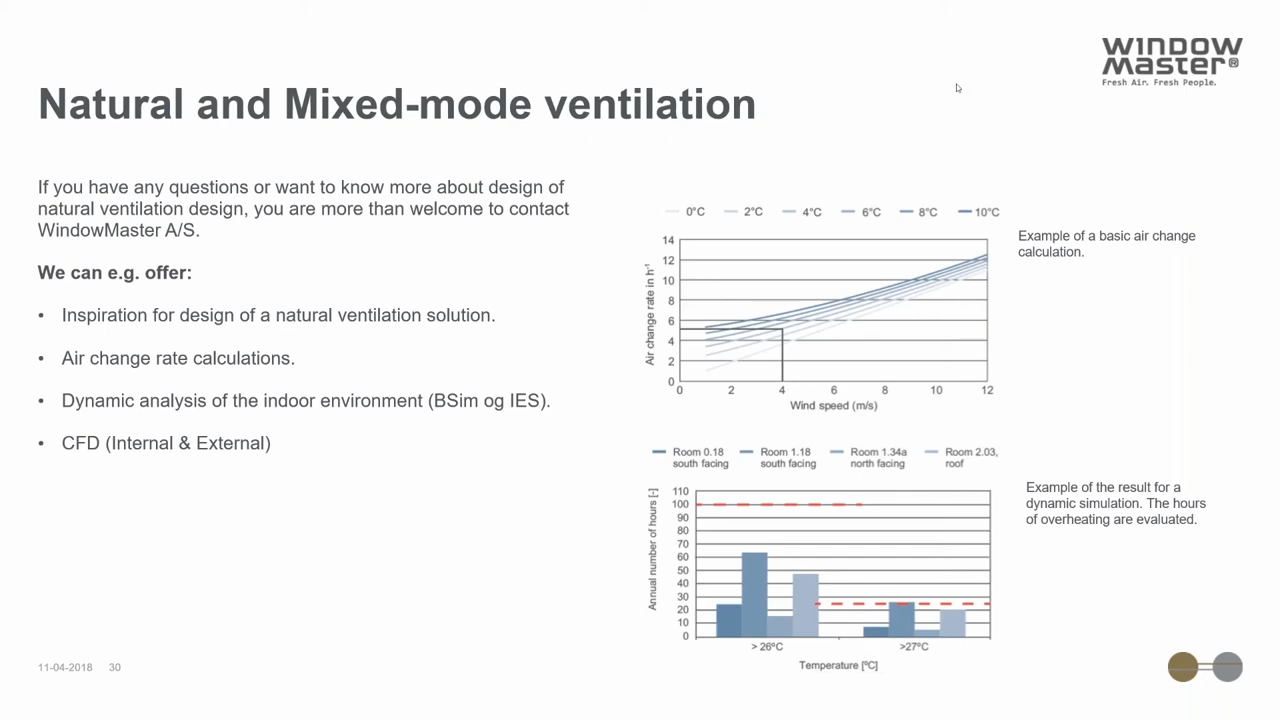 WINDOW
Master®
Fresh Air. Fresh People.
Natural and Mixed-mode ventilation
If you have any questions or want to know more about design of
natural ventilation design, you are more than welcome to contact
WindowMaster A/S.
We can e.g. offer:
• Inspiration for design of a natural ventilation solution.
• Air change rate calculations.
• Dynamic analysis of the indoor environment (BSim og IES).
• CFD (Internal & External)
0°C 2°C 4°C 6°C 8°C 10°C
14
12
10
8
6
4
2
0
Air change rate in h⁻¹
0 2 4 6 8 10 12
Wind speed (m/s)
Example of a basic air change
calculation.
Room 0.18 Room 1.18 Room 1.34a Room 2.03,
south facing south facing north facing roof
110
100
90
80
70
60
50
40
30
20
10
0
Annual number of hours [-]
> 26ºC >27ºC
Temperature [ºC]
Example of the result for a
dynamic simulation. The hours
of overheating are evaluated.
11-04-2018 30